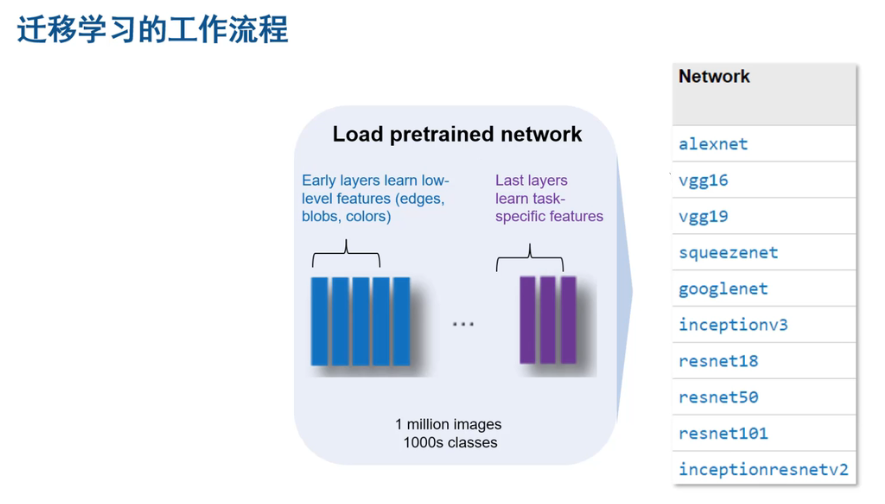 迁移学习的工作流程
Load pretrained network
Early layers learn low-
level features (edges,
blobs, colors)
Last layers
learn task-
specific features
...
1 million images
1000s classes
Network
alexnet
vgg16
vgg19
squeezenet
googlenet
inceptionv3
resnet18
resnet50
resnet101
inceptionresnetv2